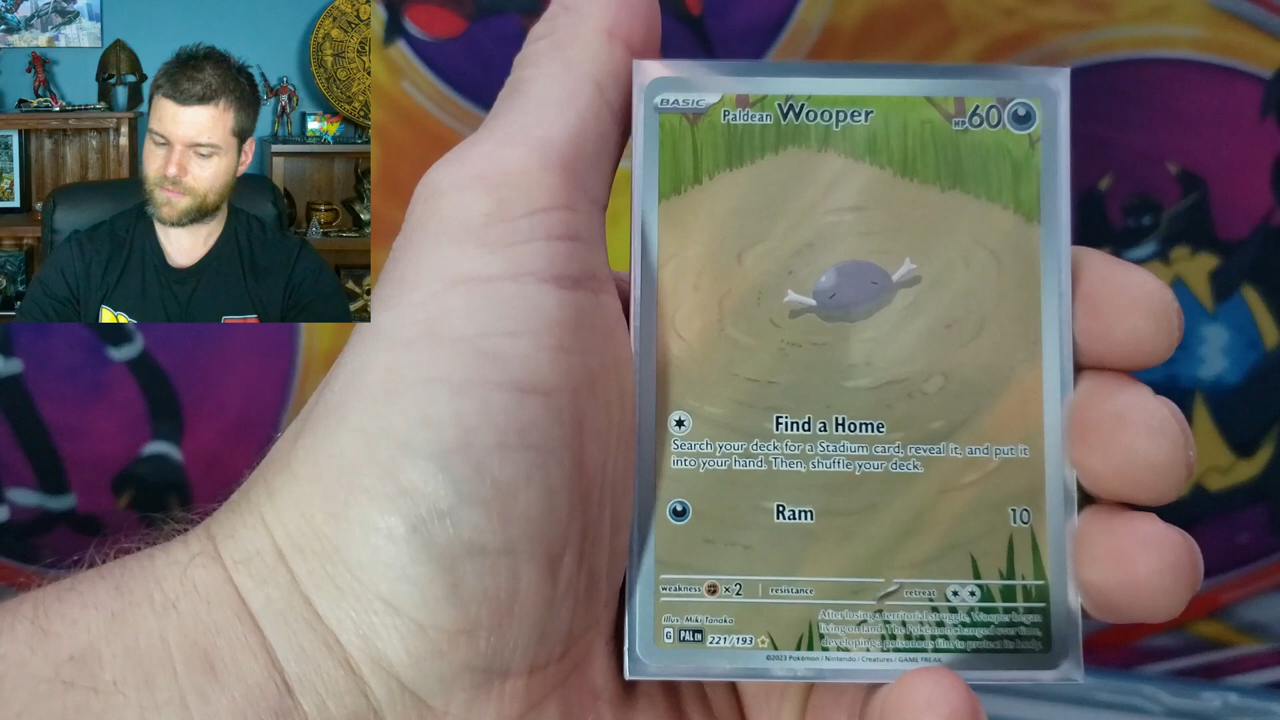 BASIC Paldean Wooper HP60
Find a Home
Search your deck for a Stadium card, reveal it, and put it
into your hand. Then, shuffle your deck.
Ram 10
weakness ×2 resistance retreat
Illus. Miki Tanaka
G PAL EN 221/193
After losing a territorial struggle, Wooper began
living on land. The Pokémon changed over time,
developing a poisonous film to protect its body.
©2023 Pokémon / Nintendo / Creatures / GAME FREAK